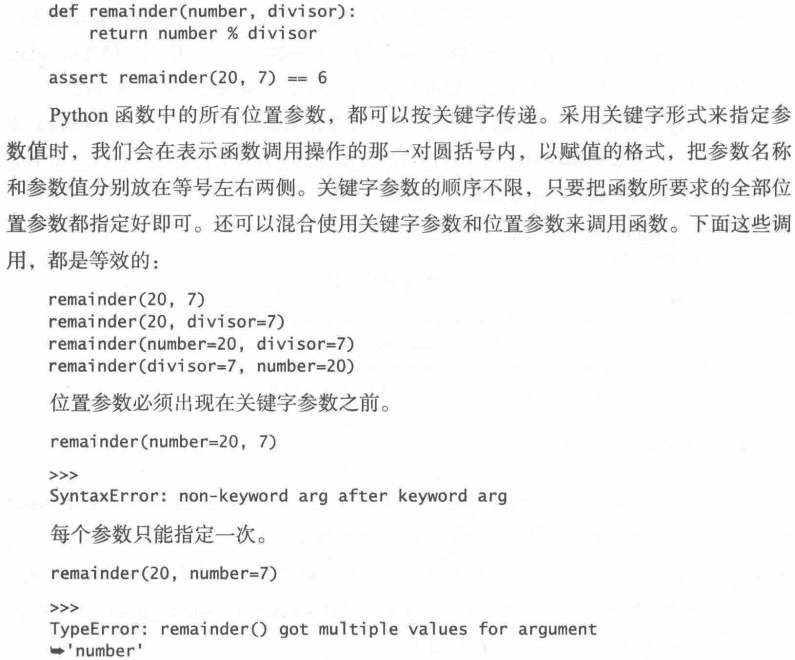 def remainder(number, divisor):
    return number % divisor
assert remainder(20, 7) == 6
Python 函数中的所有位置参数，都可以按关键字传递。采用关键字形式来指定参
数值时，我们会在表示函数调用操作的那一对圆括号内，以赋值的格式，把参数名称
和参数值分别放在等号左右两侧。关键字参数的顺序不限，只要把函数所要求的全部位
置参数都指定好即可。还可以混合使用关键字参数和位置参数来调用函数。下面这些调
用，都是等效的：
remainder(20, 7)
remainder(20, divisor=7)
remainder(number=20, divisor=7)
remainder(divisor=7, number=20)
位置参数必须出现在关键字参数之前。
remainder(number=20, 7)
>>>
SyntaxError: non-keyword arg after keyword arg
每个参数只能指定一次。
remainder(20, number=7)
>>>
TypeError: remainder() got multiple values for argument
➥'number'